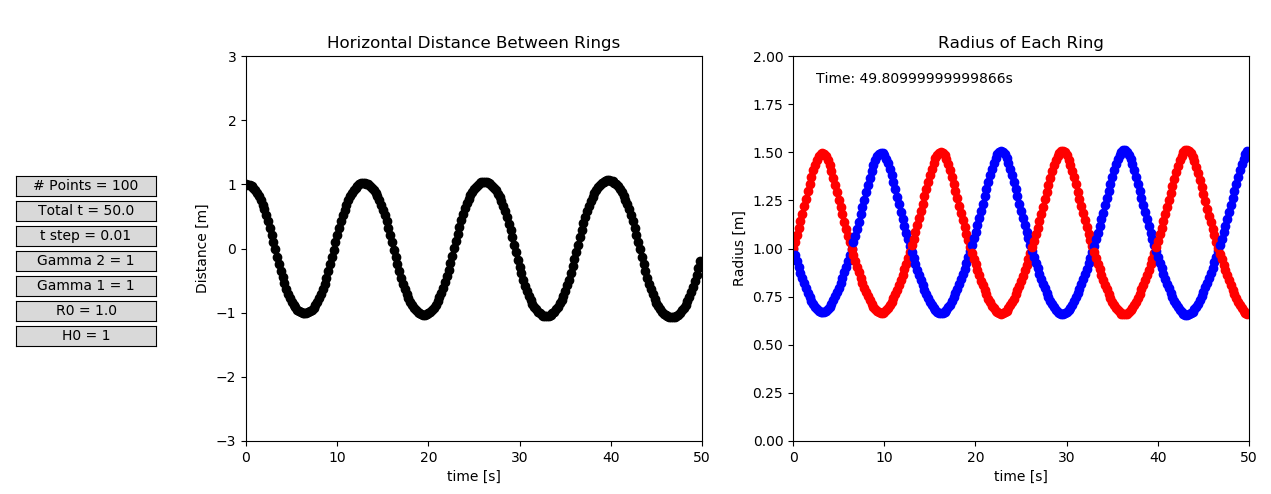 # Points = 100
Total t = 50.0
t step = 0.01
Gamma 2 = 1
Gamma 1 = 1
R0 = 1.0
H0 = 1
Horizontal Distance Between Rings
Distance [m]
3
2
1
0
−1
−2
−3
0 10 20 30 40 50
time [s]
Radius of Each Ring
Time: 49.80999999999866s
Radius [m]
2.00
1.75
1.50
1.25
1.00
0.75
0.50
0.25
0.00
0 10 20 30 40 50
time [s]